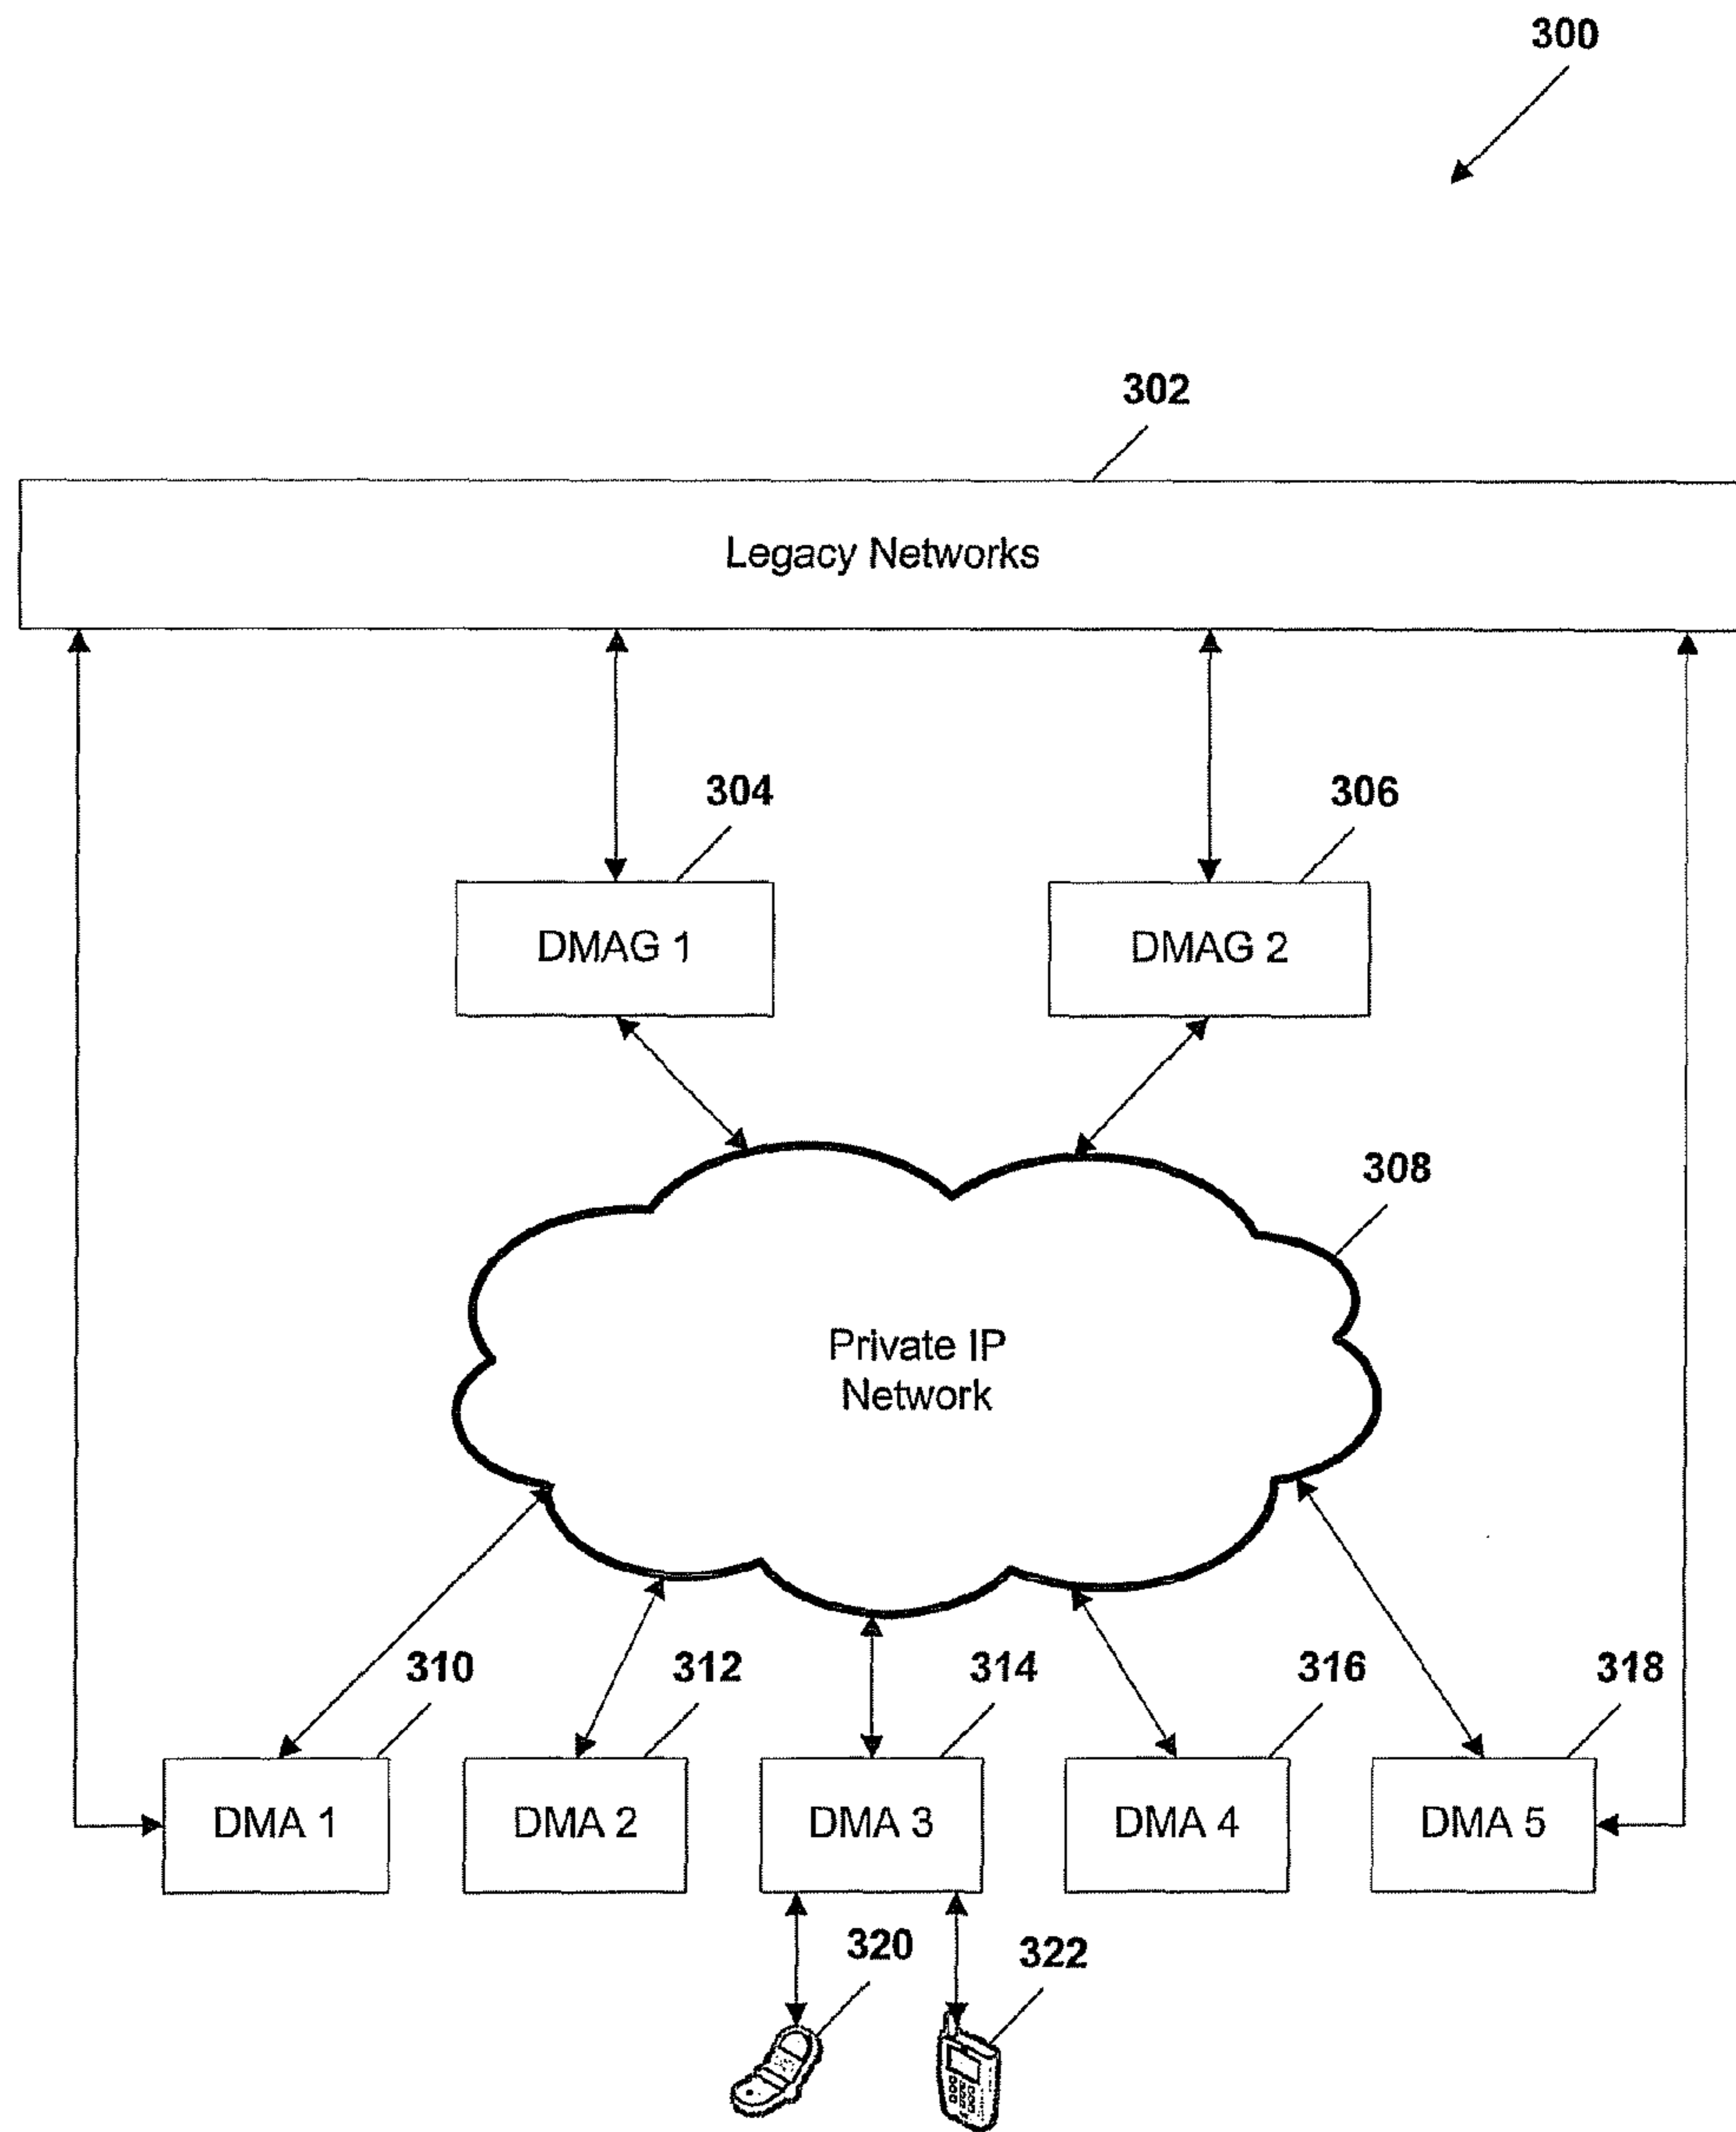 300
302
Legacy Networks
304
306
DMAG 1
DMAG 2
308
Private IP
Network
310
312
314
316
318
DMA 1
DMA 2
DMA 3
DMA 4
DMA 5
320
322